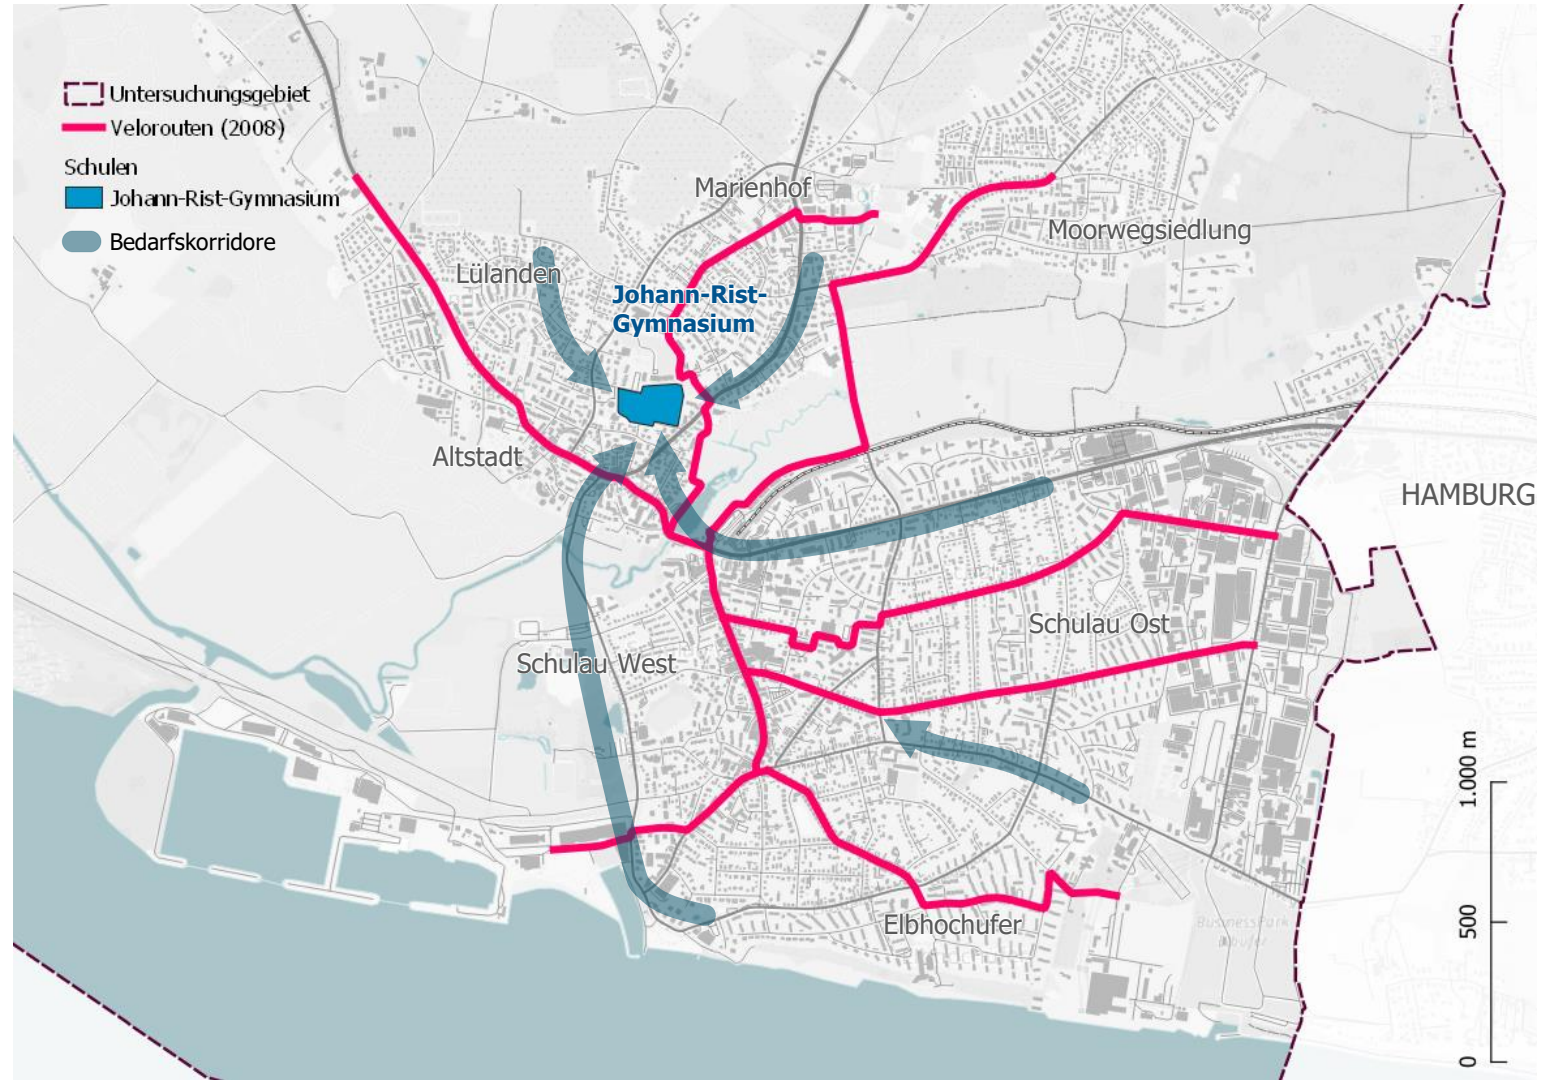 Untersuchungsgebiet
Velorouten (2008)
Schulen
Johann-Rist-Gymnasium
Bedarfskorridore
Marienhof
Moorwegsiedlung
Lülanden
Johann-Rist-
Gymnasium
Altstadt
HAMBURG
Schulau Ost
Schulau West
Elbhochufer
BusinessPark
1.000 m
500
0